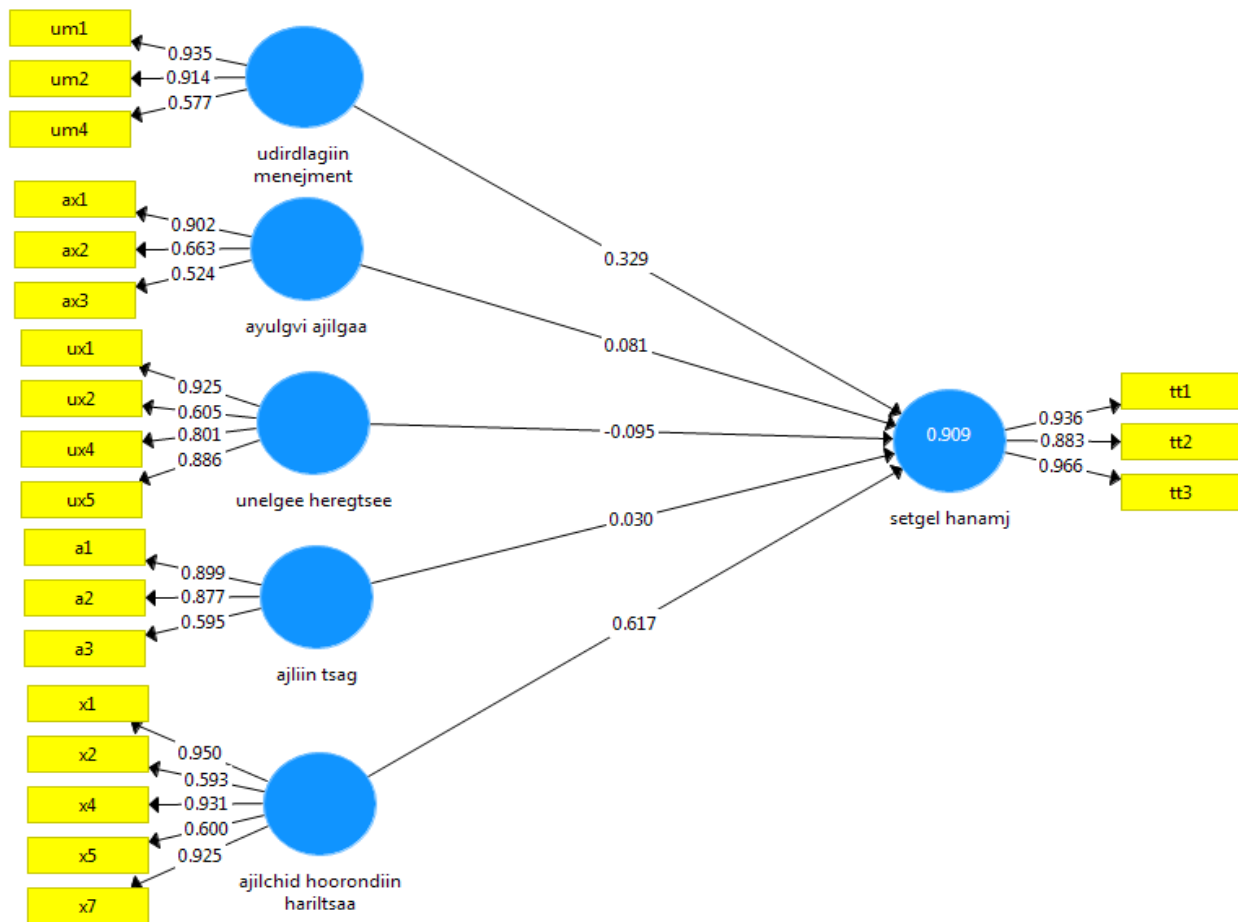 um1
um2
um4
0.935
0.914
0.577
udirdlagiin
menejment
ax1
ax2
ax3
0.902
0.663
0.524
ayulgvi ajilgaa
ux1
ux2
ux4
ux5
0.925
0.605
0.801
0.886
unelgee heregtsee
a1
a2
a3
0.899
0.877
0.595
ajliin tsag
x1
x2
x4
x5
x7
0.950
0.593
0.931
0.600
0.925
ajilchid hoorondiin
hariltsaa
0.329
0.081
-0.095
0.030
0.617
0.909
setgel hanamj
0.936
0.883
0.966
tt1
tt2
tt3